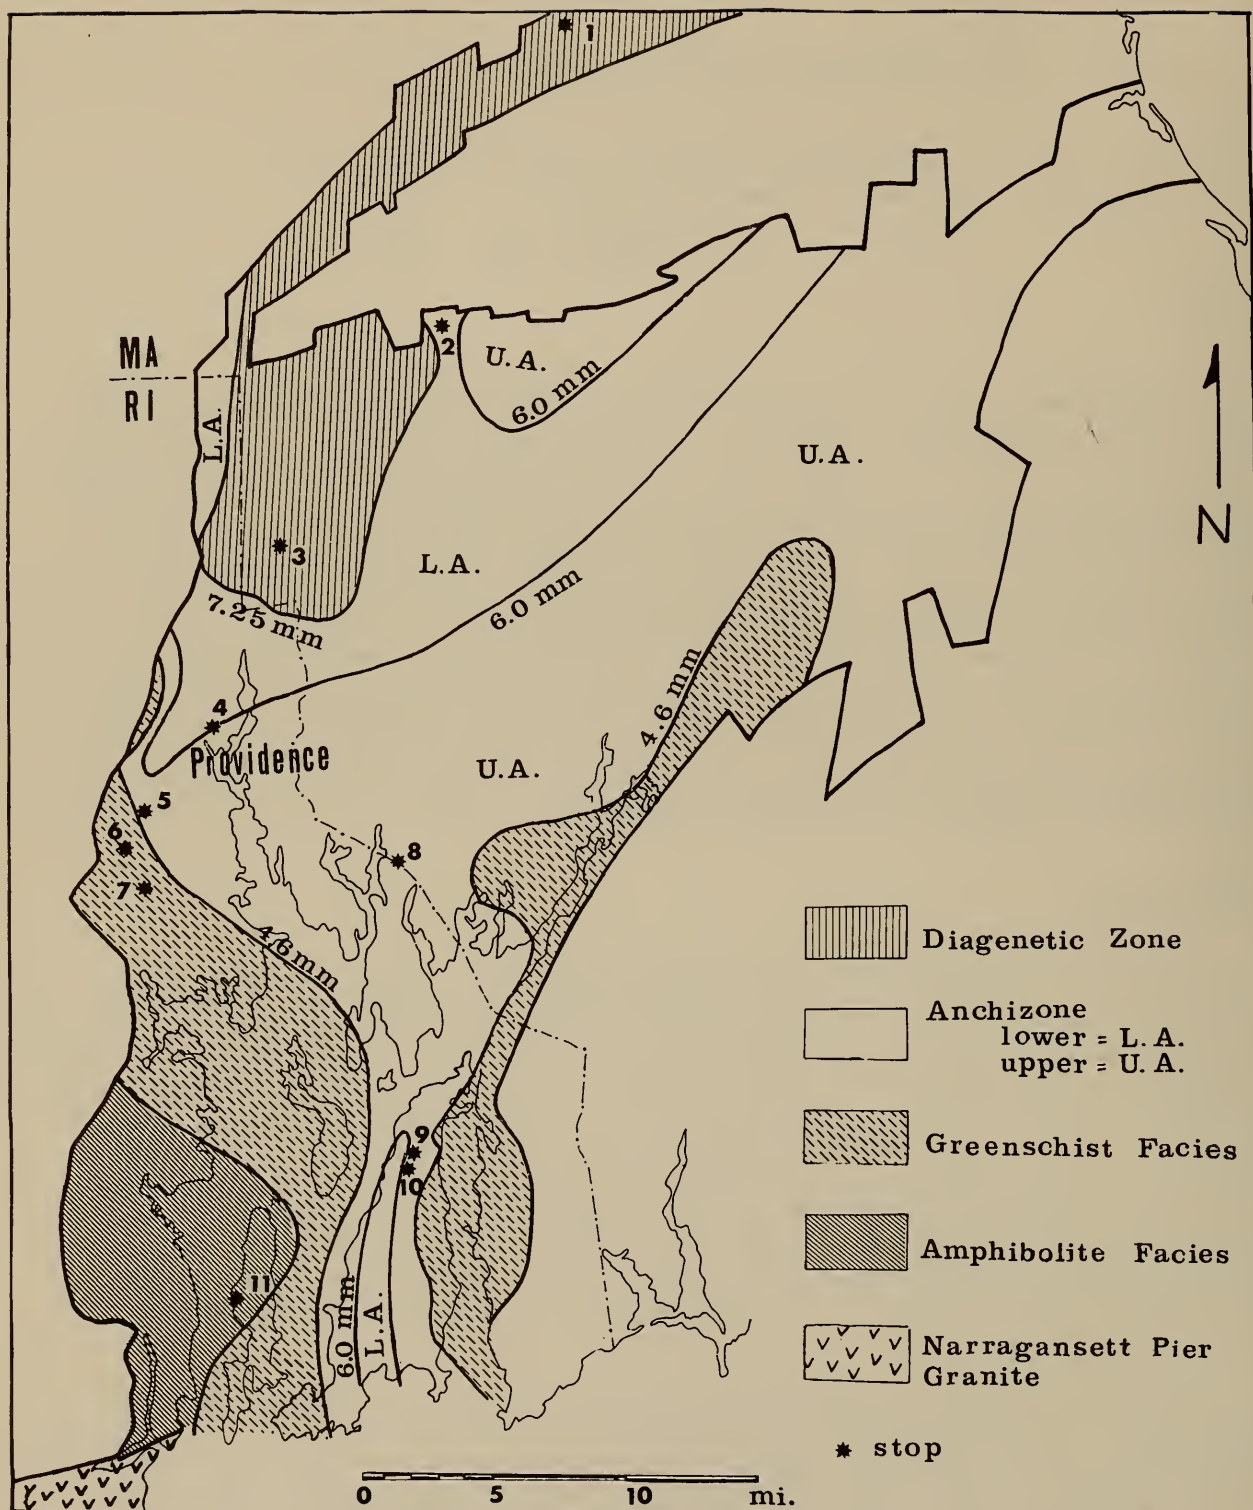 1
MA
RI
2
U.A.
6.0 mm
L.A.
U.A.
N
3
L.A.
6.0 mm
7.25 mm
4.6 mm
4
Providence
U.A.
5
6
8
7
4.6 mm
Diagenetic Zone
Anchizone
lower = L.A.
upper = U.A.
9
10
Greenschist Facies
11
Amphibolite Facies
6.0 mm
L.A.
Narragansett Pier
Granite
stop
0 5 10 mi.